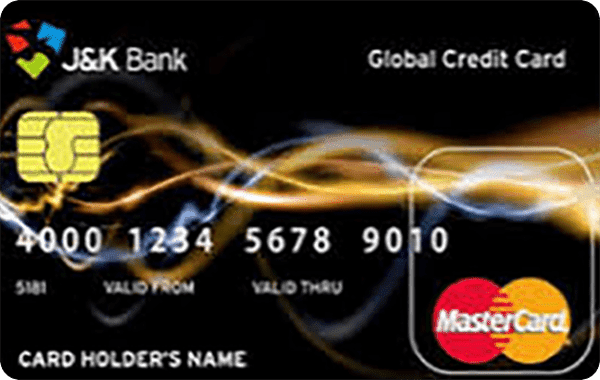 J&K Bank
Global Credit Card
4000 1234 5678 9010
5181 VALID FROM VALID THRU
MasterCard
CARD HOLDER'S NAME